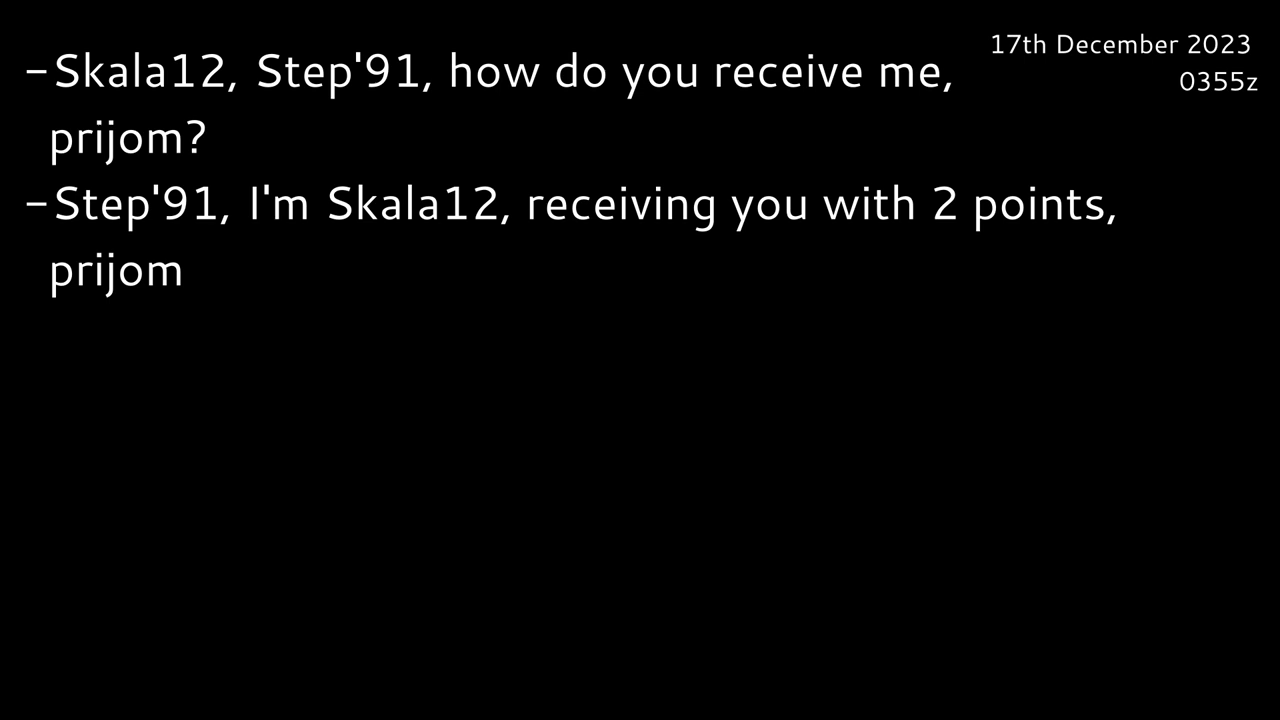 17th December 2023
0355z
-Skala12, Step'91, how do you receive me,
prijom?
-Step'91, I'm Skala12, receiving you with 2 points,
prijom